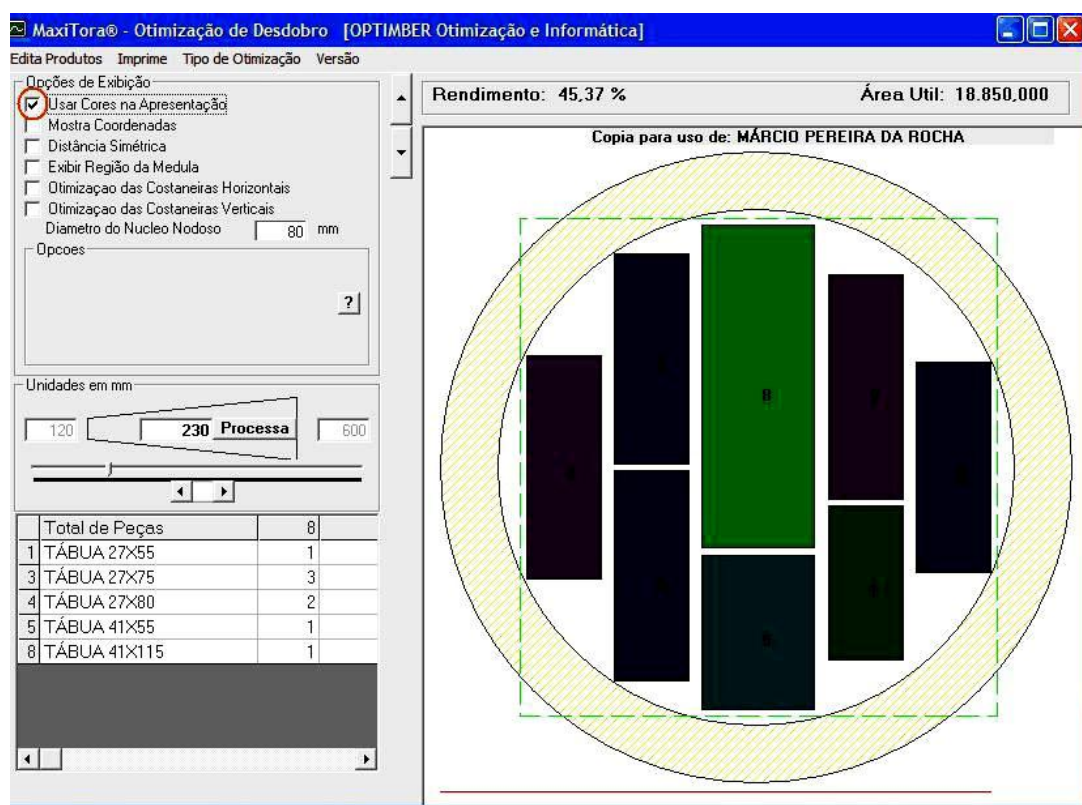 MaxiTora® - Otimização de Desdobro [OPTIMBER Otimização e Informática]
Edita Produtos Imprime Tipo de Otimização Versão
Opções de Exibição
Usar Cores na Apresentação
Mostra Coordenadas
Distância Simétrica
Exibir Região da Medula
Otimizaçao das Costaneiras Horizontais
Otimizaçao das Costaneiras Verticais
Diametro do Nucleo Nodoso 80 mm
Opcoes
?
Unidades em mm
120 230 Processa 600
Total de Peças 8
1 TÁBUA 27X55 1
3 TÁBUA 27X75 3
4 TÁBUA 27X80 2
5 TÁBUA 41X55 1
8 TÁBUA 41X115 1
Rendimento: 45,37 % Área Util: 18.850,000
Copia para uso de: MÁRCIO PEREIRA DA ROCHA
8